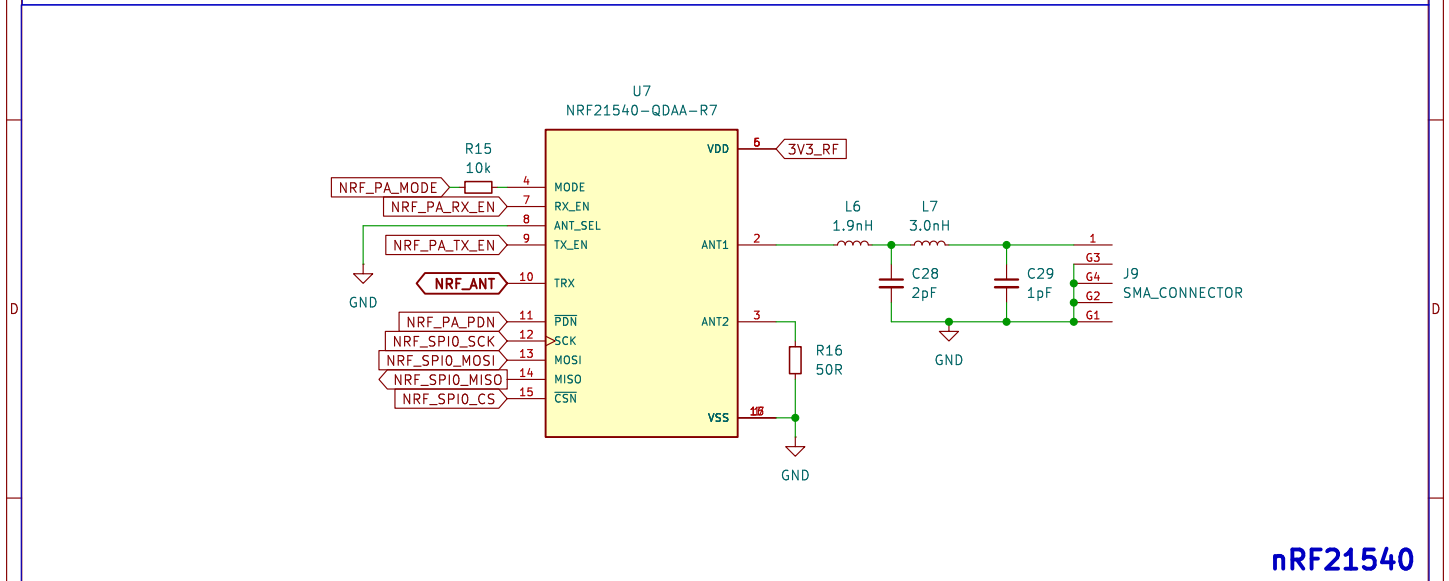 U7
NRF21540-QDAA-R7
R15
10k
NRF_PA_MODE
4
MODE
NRF_PA_RX_EN
7
RX_EN
8
ANT_SEL
NRF_PA_TX_EN
9
TX_EN
GND
NRF_ANT
10
TRX
NRF_PA_PDN
11
PDN
NRF_SPI0_SCK
12
SCK
NRF_SPI0_MOSI
13
MOSI
NRF_SPI0_MISO
14
MISO
NRF_SPI0_CS
15
CSN
VDD
3V3_RF
ANT1
2
L6
1.9nH
L7
3.0nH
C28
2pF
C29
1pF
GND
1
G3
G4
G2
G1
J9
SMA_CONNECTOR
ANT2
3
R16
50R
VSS
GND
D
D
nRF21540